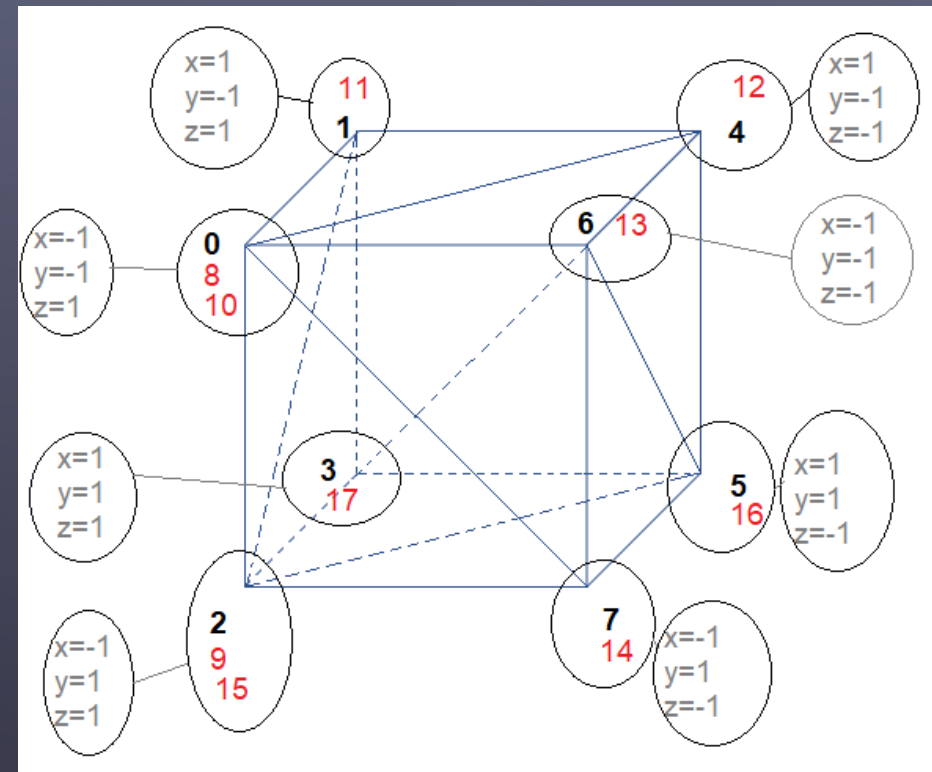 x=1
y=-1
z=1
11
1
12
4
x=1
y=-1
z=-1
x=-1
y=-1
z=1
0
8
10
6 13
x=-1
y=-1
z=-1
x=1
y=1
z=1
3
17
5
16
x=1
y=1
z=-1
x=-1
y=1
z=1
2
9
15
7
14
x=-1
y=1
z=-1